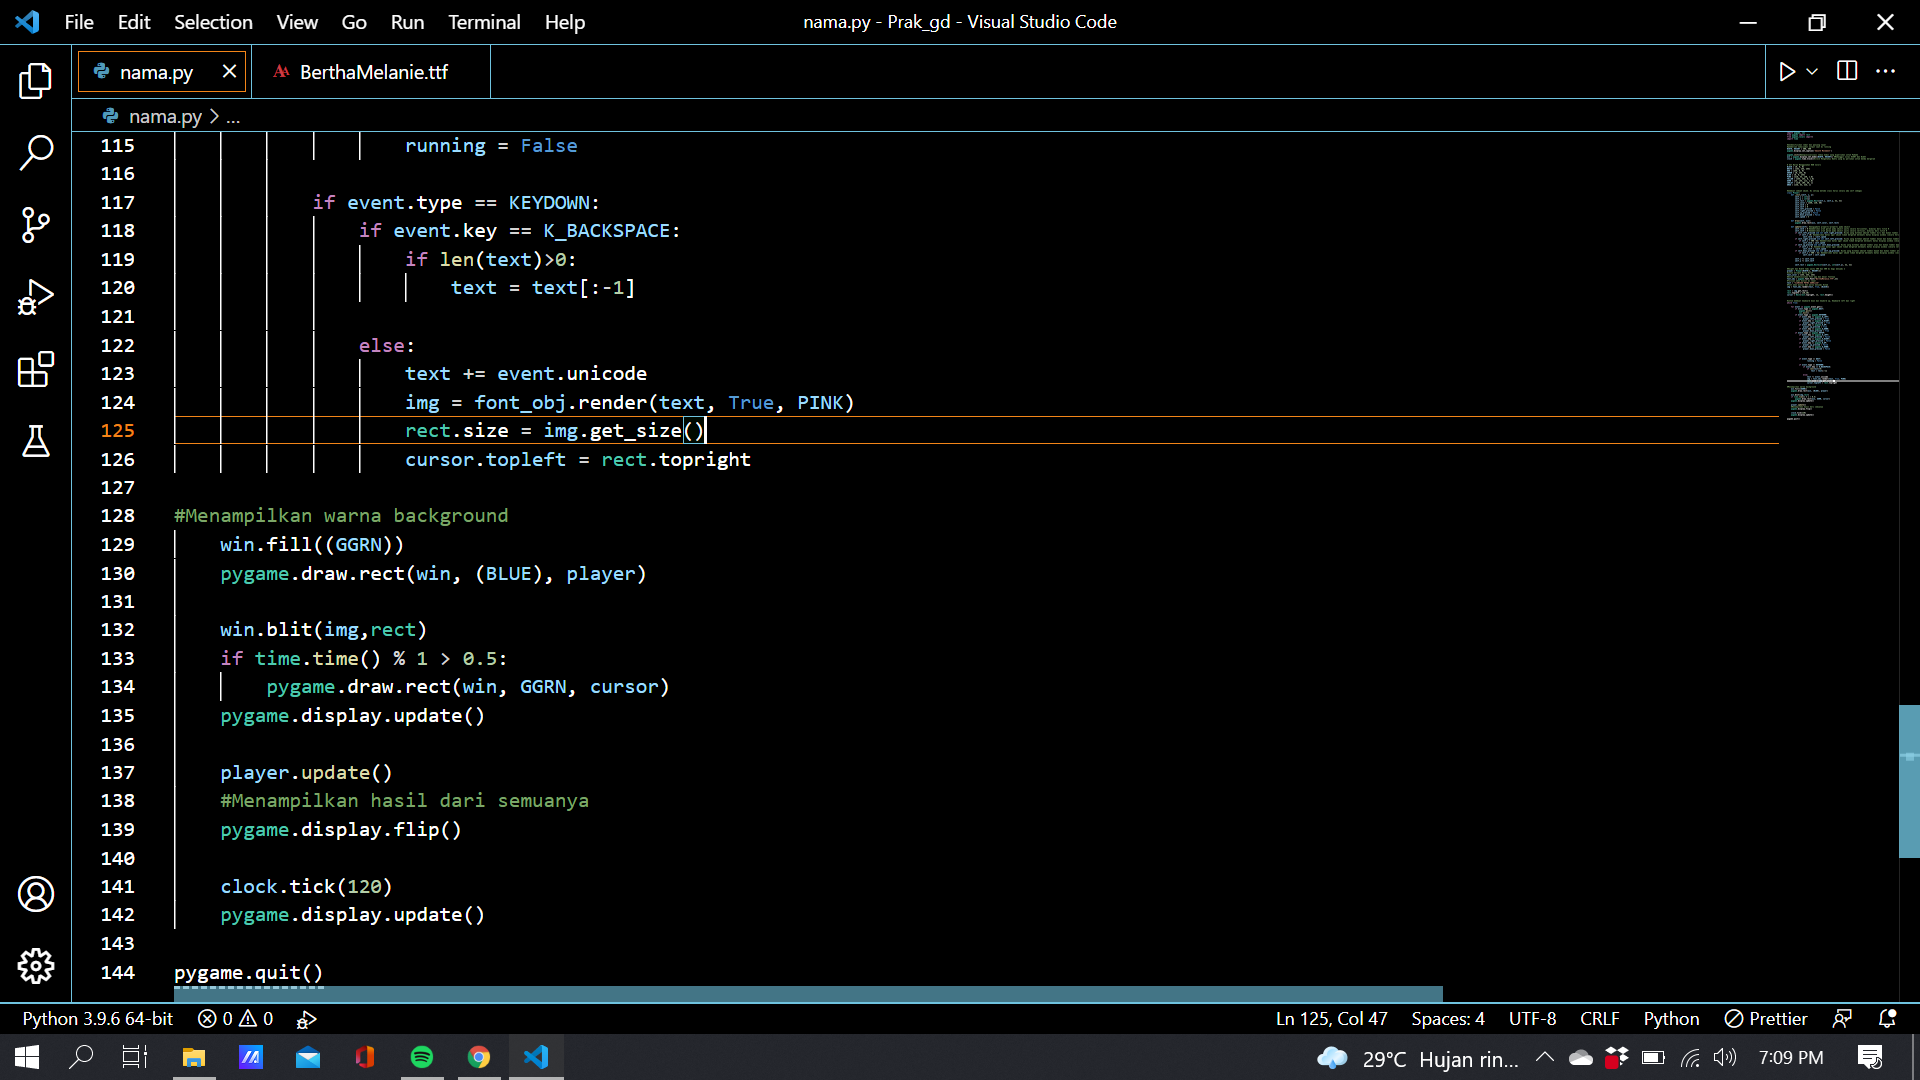 File Edit Selection View Go Run Terminal Help nama.py - Prak_gd - Visual Studio Code
nama.py BerthaMelanie.ttf
nama.py > ...
115 running = False
116
117 if event.type == KEYDOWN:
118 if event.key == K_BACKSPACE:
119 if len(text)>0:
120 text = text[:-1]
121
122 else:
123 text += event.unicode
124 img = font_obj.render(text, True, PINK)
125 rect.size = img.get_size()
126 cursor.topleft = rect.topright
127
128 #Menampilkan warna background
129 win.fill((GGRN))
130 pygame.draw.rect(win, (BLUE), player)
131
132 win.blit(img,rect)
133 if time.time() % 1 > 0.5:
134 pygame.draw.rect(win, GGRN, cursor)
135 pygame.display.update()
136
137 player.update()
138 #Menampilkan hasil dari semuanya
139 pygame.display.flip()
140
141 clock.tick(120)
142 pygame.display.update()
143
144 pygame.quit()
Python 3.9.6 64-bit 0 0 Ln 125, Col 47 Spaces: 4 UTF-8 CRLF Python Prettier
29°C Hujan rin... 7:09 PM